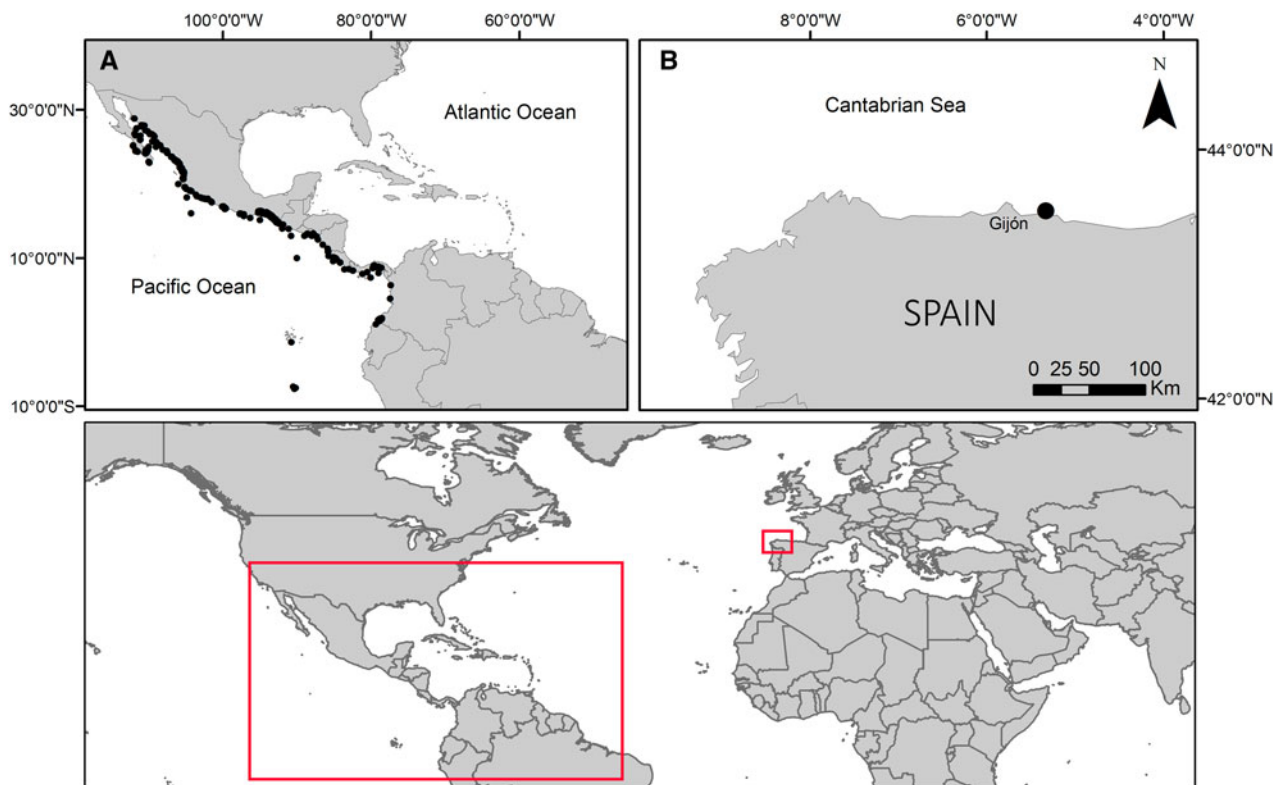 100°0'0"W 80°0'0"W 60°0'0"W
8°0'0"W 6°0'0"W 4°0'0"W
A
30°0'0"N
10°0'0"N
10°0'0"S
Atlantic Ocean
Pacific Ocean
B
N
Cantabrian Sea
44°0'0"N
42°0'0"N
Gijón
SPAIN
0 25 50 100
Km